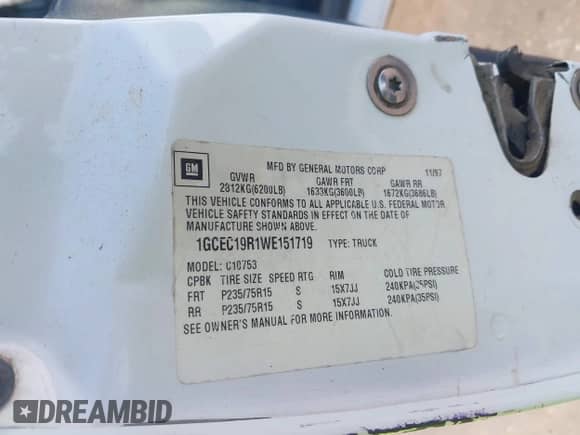 GM
MFD BY GENERAL MOTORS CORP 11/97
GVWR GAWR FRT GAWR RR
2812KG(6200LB) 1633KG(3600LB) 1672KG(3686LB)
THIS VEHICLE CONFORMS TO ALL APPLICABLE U.S. FEDERAL MOTOR
VEHICLE SAFETY STANDARDS IN EFFECT ON THE DATE OF
MANUFACTURE SHOWN ABOVE.
1GCEC19R1WE151719 TYPE: TRUCK
MODEL: C10753
CPBK TIRE SIZE SPEED RTG RIM COLD TIRE PRESSURE
FRT P235/75R15 S 15X7JJ 240KPA(35PSI)
RR P235/75R15 S 15X7JJ 240KPA(35PSI)
SEE OWNER'S MANUAL FOR MORE INFORMATION.
DREAMBID